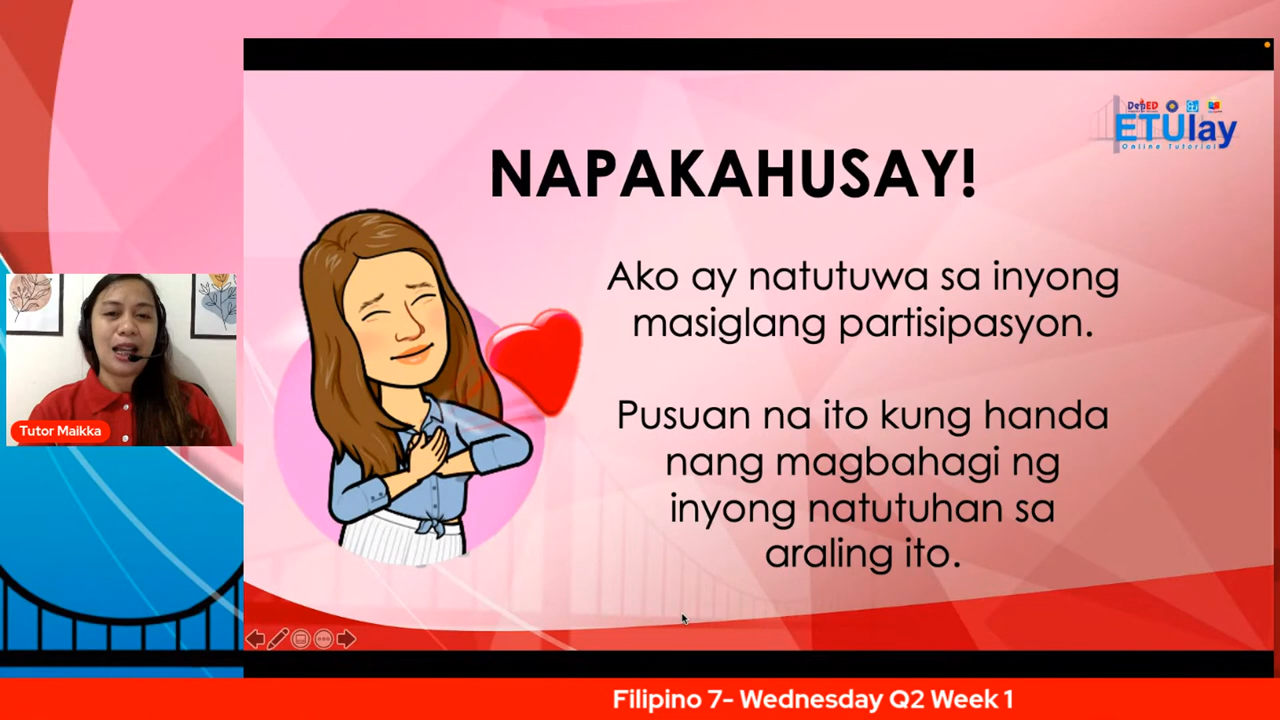 DepED
ETUlay
Online Tutorial
NAPAKAHUSAY!
Ako ay natutuwa sa inyong
masiglang partisipasyon.
Pusuan na ito kung handa
nang magbahagi ng
inyong natutuhan sa
araling ito.
Tutor Maikka
Filipino 7- Wednesday Q2 Week 1